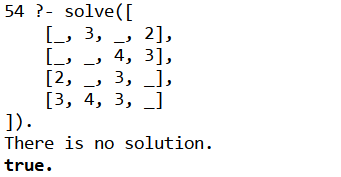 54 ?- solve([
    [_, 3, _, 2],
    [_, _, 4, 3],
    [2, _, 3, _],
    [3, 4, 3, _]
]).
There is no solution.
true.